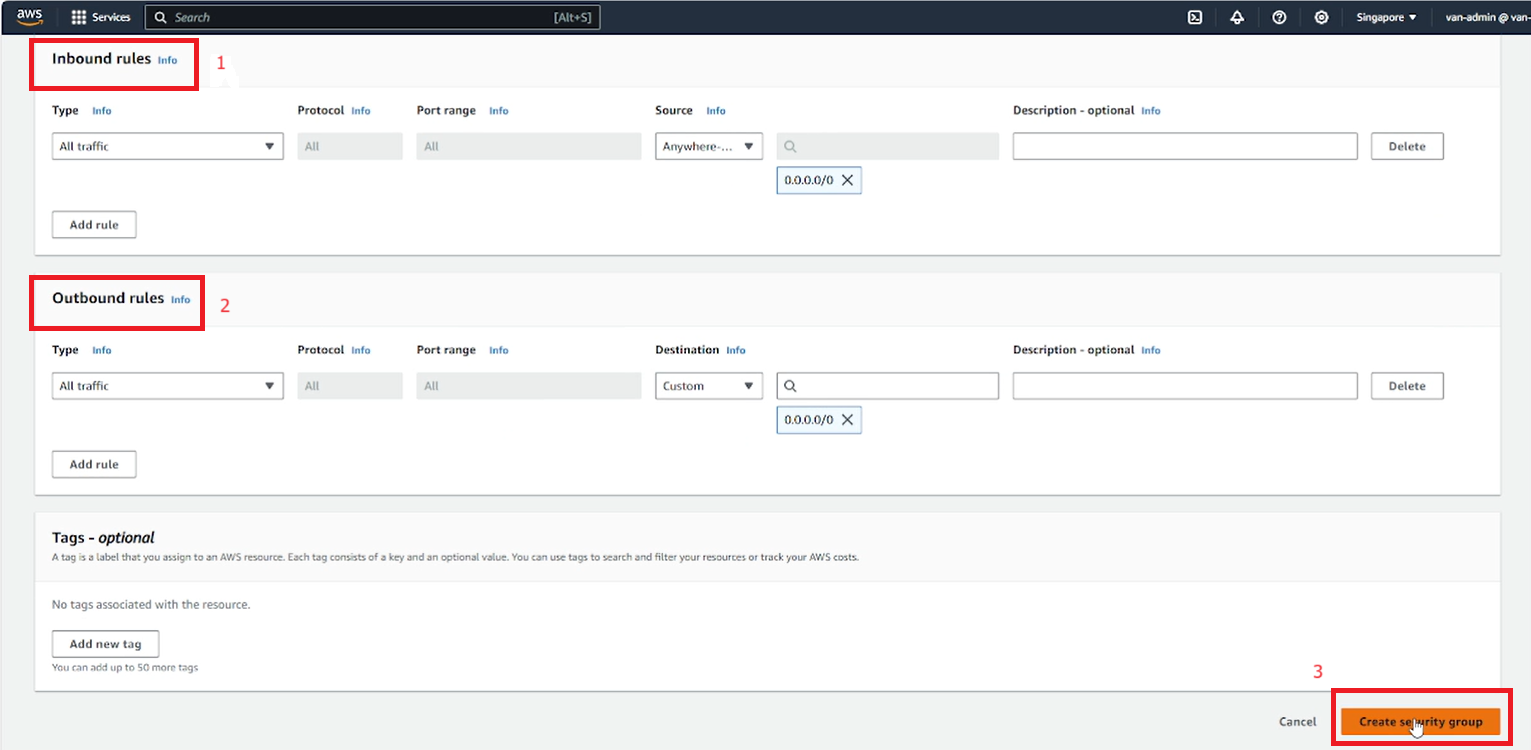 aws Services Search [Alt+S] Singapore ▼ van-admin @ van-
Inbound rules Info 1
Type Info Protocol Info Port range Info Source Info Description - optional Info
All traffic All All Anywhere-... Delete
0.0.0.0/0
Add rule
Outbound rules Info 2
Type Info Protocol Info Port range Info Destination Info Description - optional Info
All traffic All All Custom Delete
0.0.0.0/0
Add rule
Tags - optional
A tag is a label that you assign to an AWS resource. Each tag consists of a key and an optional value. You can use tags to search and filter your resources or track your AWS costs.
No tags associated with the resource.
Add new tag
You can add up to 50 more tags
3
Cancel Create security group